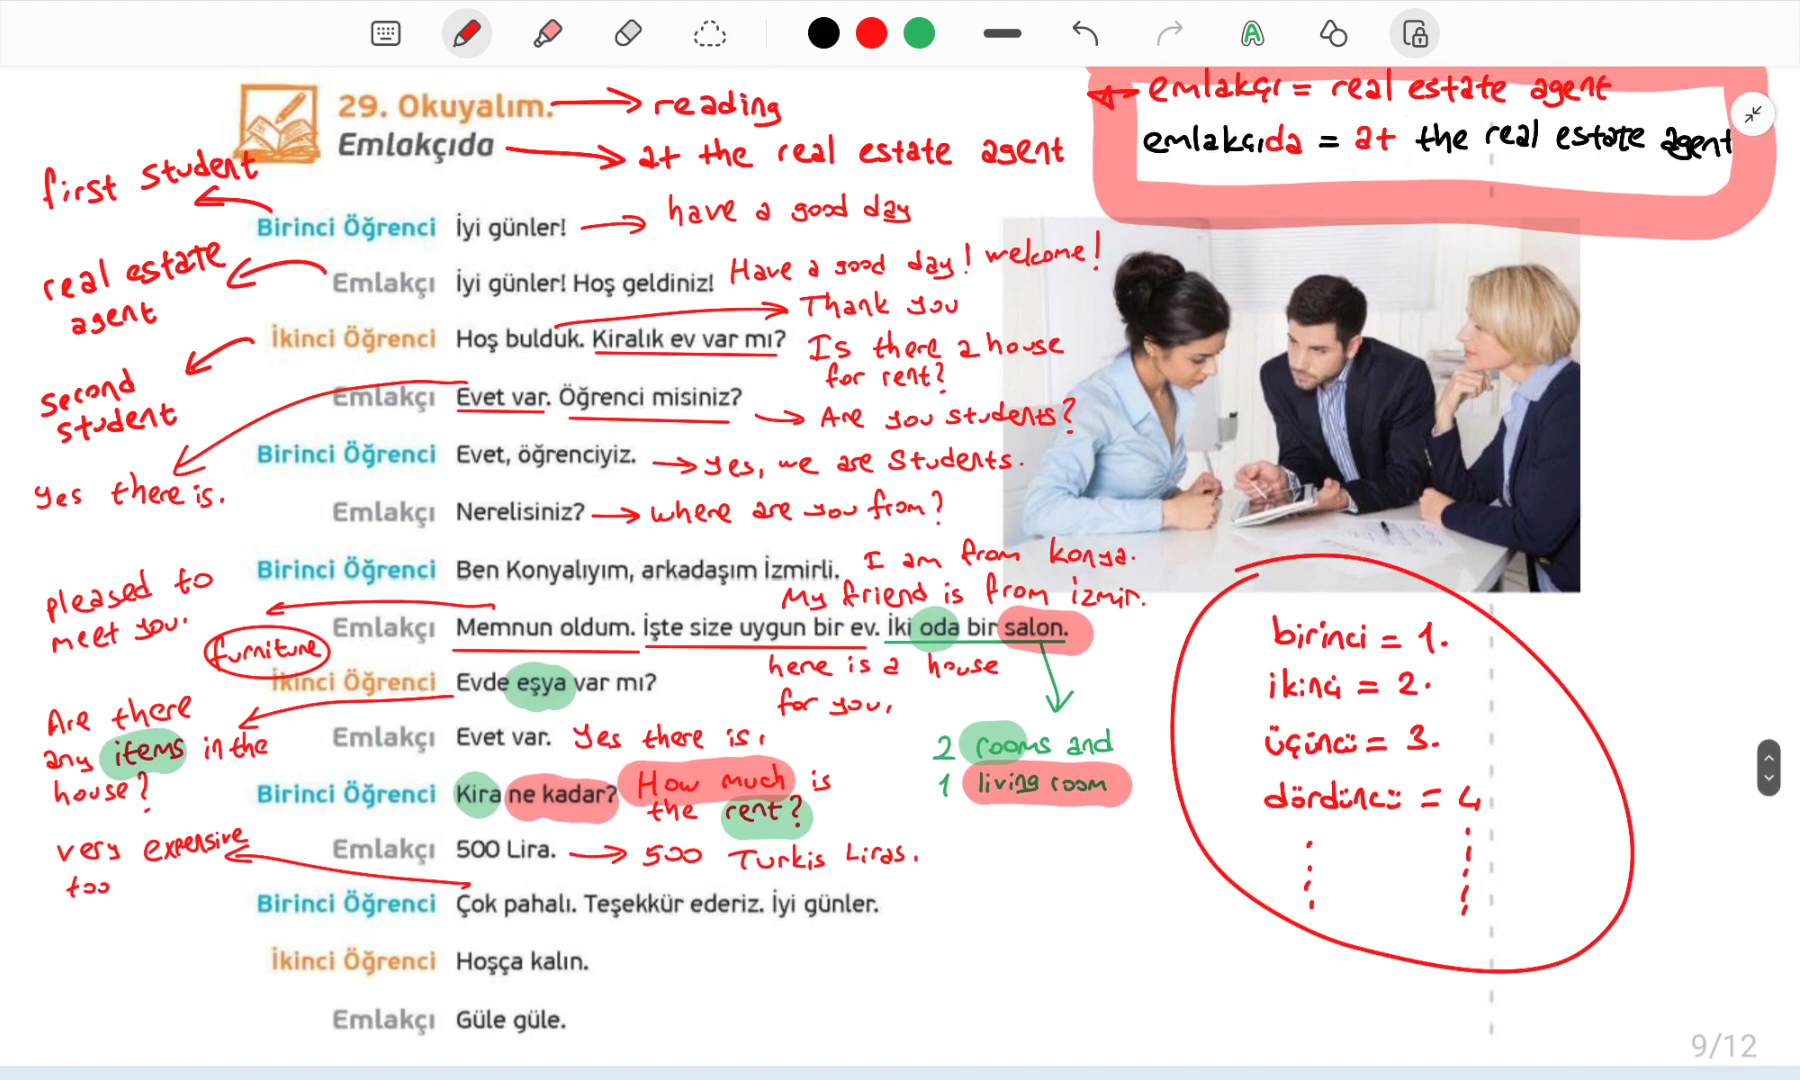 29. Okuyalım. reading
Emlakçıda at the real estate agent
emlakçı = real estate agent
emlakçıda = at the real estate agent
first student
Birinci Öğrenci İyi günler! have a good day
real estate agent
Emlakçı İyi günler! Hoş geldiniz! Have a good day! welcome!
Thank you
İkinci Öğrenci Hoş bulduk. Kiralık ev var mı? Is there a house
for rent?
second
student
Emlakçı Evet var. Öğrenci misiniz? Are you students?
Birinci Öğrenci Evet, öğrenciyiz. yes, we are students.
yes there is.
Emlakçı Nerelisiniz? where are you from?
Birinci Öğrenci Ben Konyalıyım, arkadaşım İzmirli. I am from konya.
My friend is from izmir.
pleased to
meet you.
Emlakçı Memnun oldum. İşte size uygun bir ev. İki oda bir salon.
furniture
here is a house
for you.
İkinci Öğrenci Evde eşya var mı?
Are there
any items in the
house?
Emlakçı Evet var. Yes there is.
2 rooms and
1 living room
Birinci Öğrenci Kira ne kadar? How much is
the rent?
Emlakçı 500 Lira. 500 Turkis Liras.
very expensive
too
Birinci Öğrenci Çok pahalı. Teşekkür ederiz. İyi günler.
İkinci Öğrenci Hoşça kalın.
Emlakçı Güle güle.
birinci = 1.
ikinci = 2.
üçüncü = 3.
dördüncü = 4
9/12